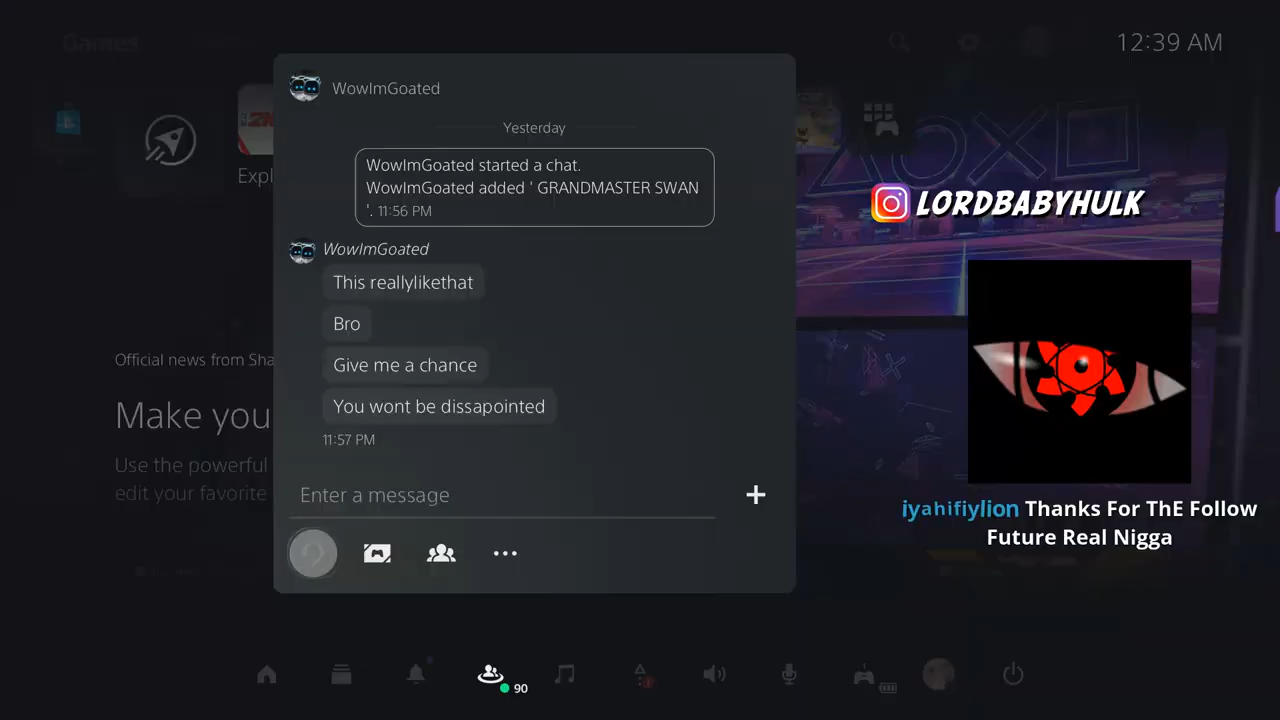 Games
12:39 AM
WowImGoated
Yesterday
WowImGoated started a chat.
WowImGoated added ' GRANDMASTER SWAN
'. 11:56 PM
LORDBABYHULK
Expl
WowImGoated
This reallylikethat
Bro
Give me a chance
You wont be dissapointed
11:57 PM
Official news from Sha
Make you
Use the powerful
edit your favorite
Enter a message
iyahifiylion Thanks For ThE Follow
Future Real Nigga
90